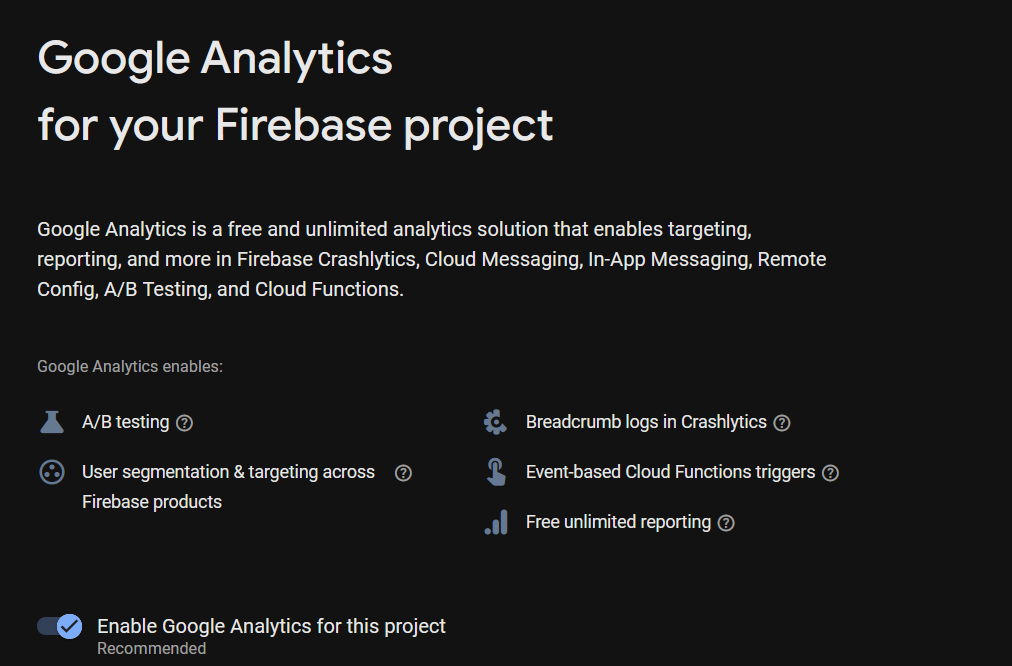 Google Analytics
for your Firebase project
Google Analytics is a free and unlimited analytics solution that enables targeting,
reporting, and more in Firebase Crashlytics, Cloud Messaging, In-App Messaging, Remote
Config, A/B Testing, and Cloud Functions.
Google Analytics enables:
A/B testing
User segmentation & targeting across
Firebase products
Breadcrumb logs in Crashlytics
Event-based Cloud Functions triggers
Free unlimited reporting
Enable Google Analytics for this project
Recommended